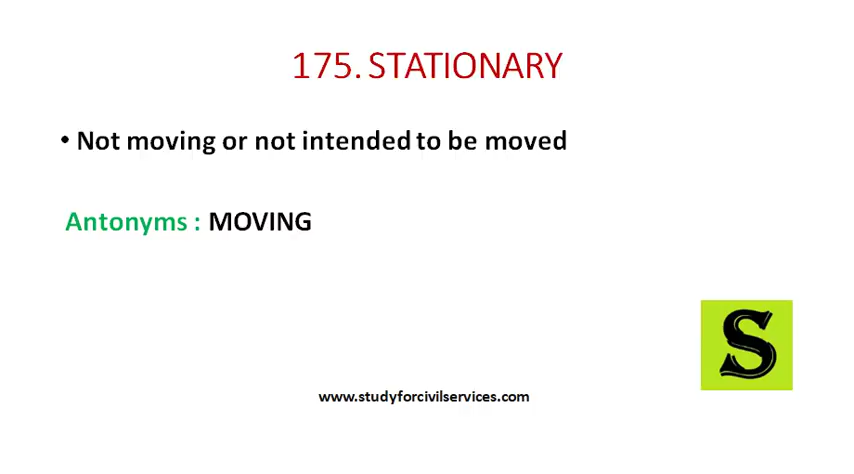 175. STATIONARY
• Not moving or not intended to be moved
Antonyms : MOVING
S
www.studyforcivilservices.com